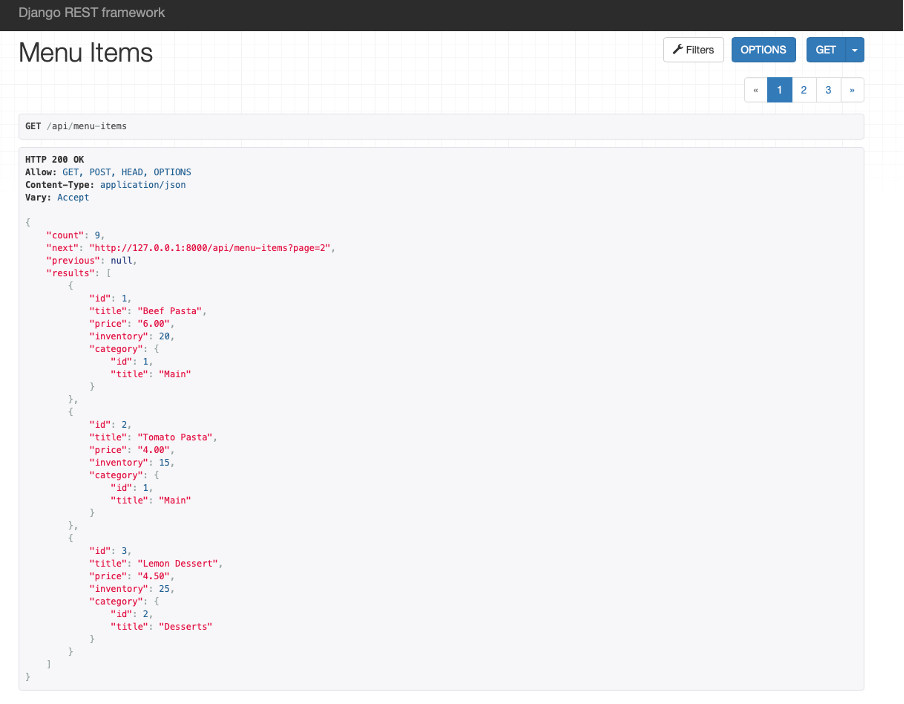 Django REST framework
Menu Items
Filters
OPTIONS
GET
« 1 2 3 »
GET /api/menu-items
HTTP 200 OK
Allow: GET, POST, HEAD, OPTIONS
Content-Type: application/json
Vary: Accept
{
    "count": 9,
    "next": "http://127.0.0.1:8000/api/menu-items?page=2",
    "previous": null,
    "results": [
        {
            "id": 1,
            "title": "Beef Pasta",
            "price": "6.00",
            "inventory": 20,
            "category": {
                "id": 1,
                "title": "Main"
            }
        },
        {
            "id": 2,
            "title": "Tomato Pasta",
            "price": "4.00",
            "inventory": 15,
            "category": {
                "id": 1,
                "title": "Main"
            }
        },
        {
            "id": 3,
            "title": "Lemon Dessert",
            "price": "4.50",
            "inventory": 25,
            "category": {
                "id": 2,
                "title": "Desserts"
            }
        }
    ]
}